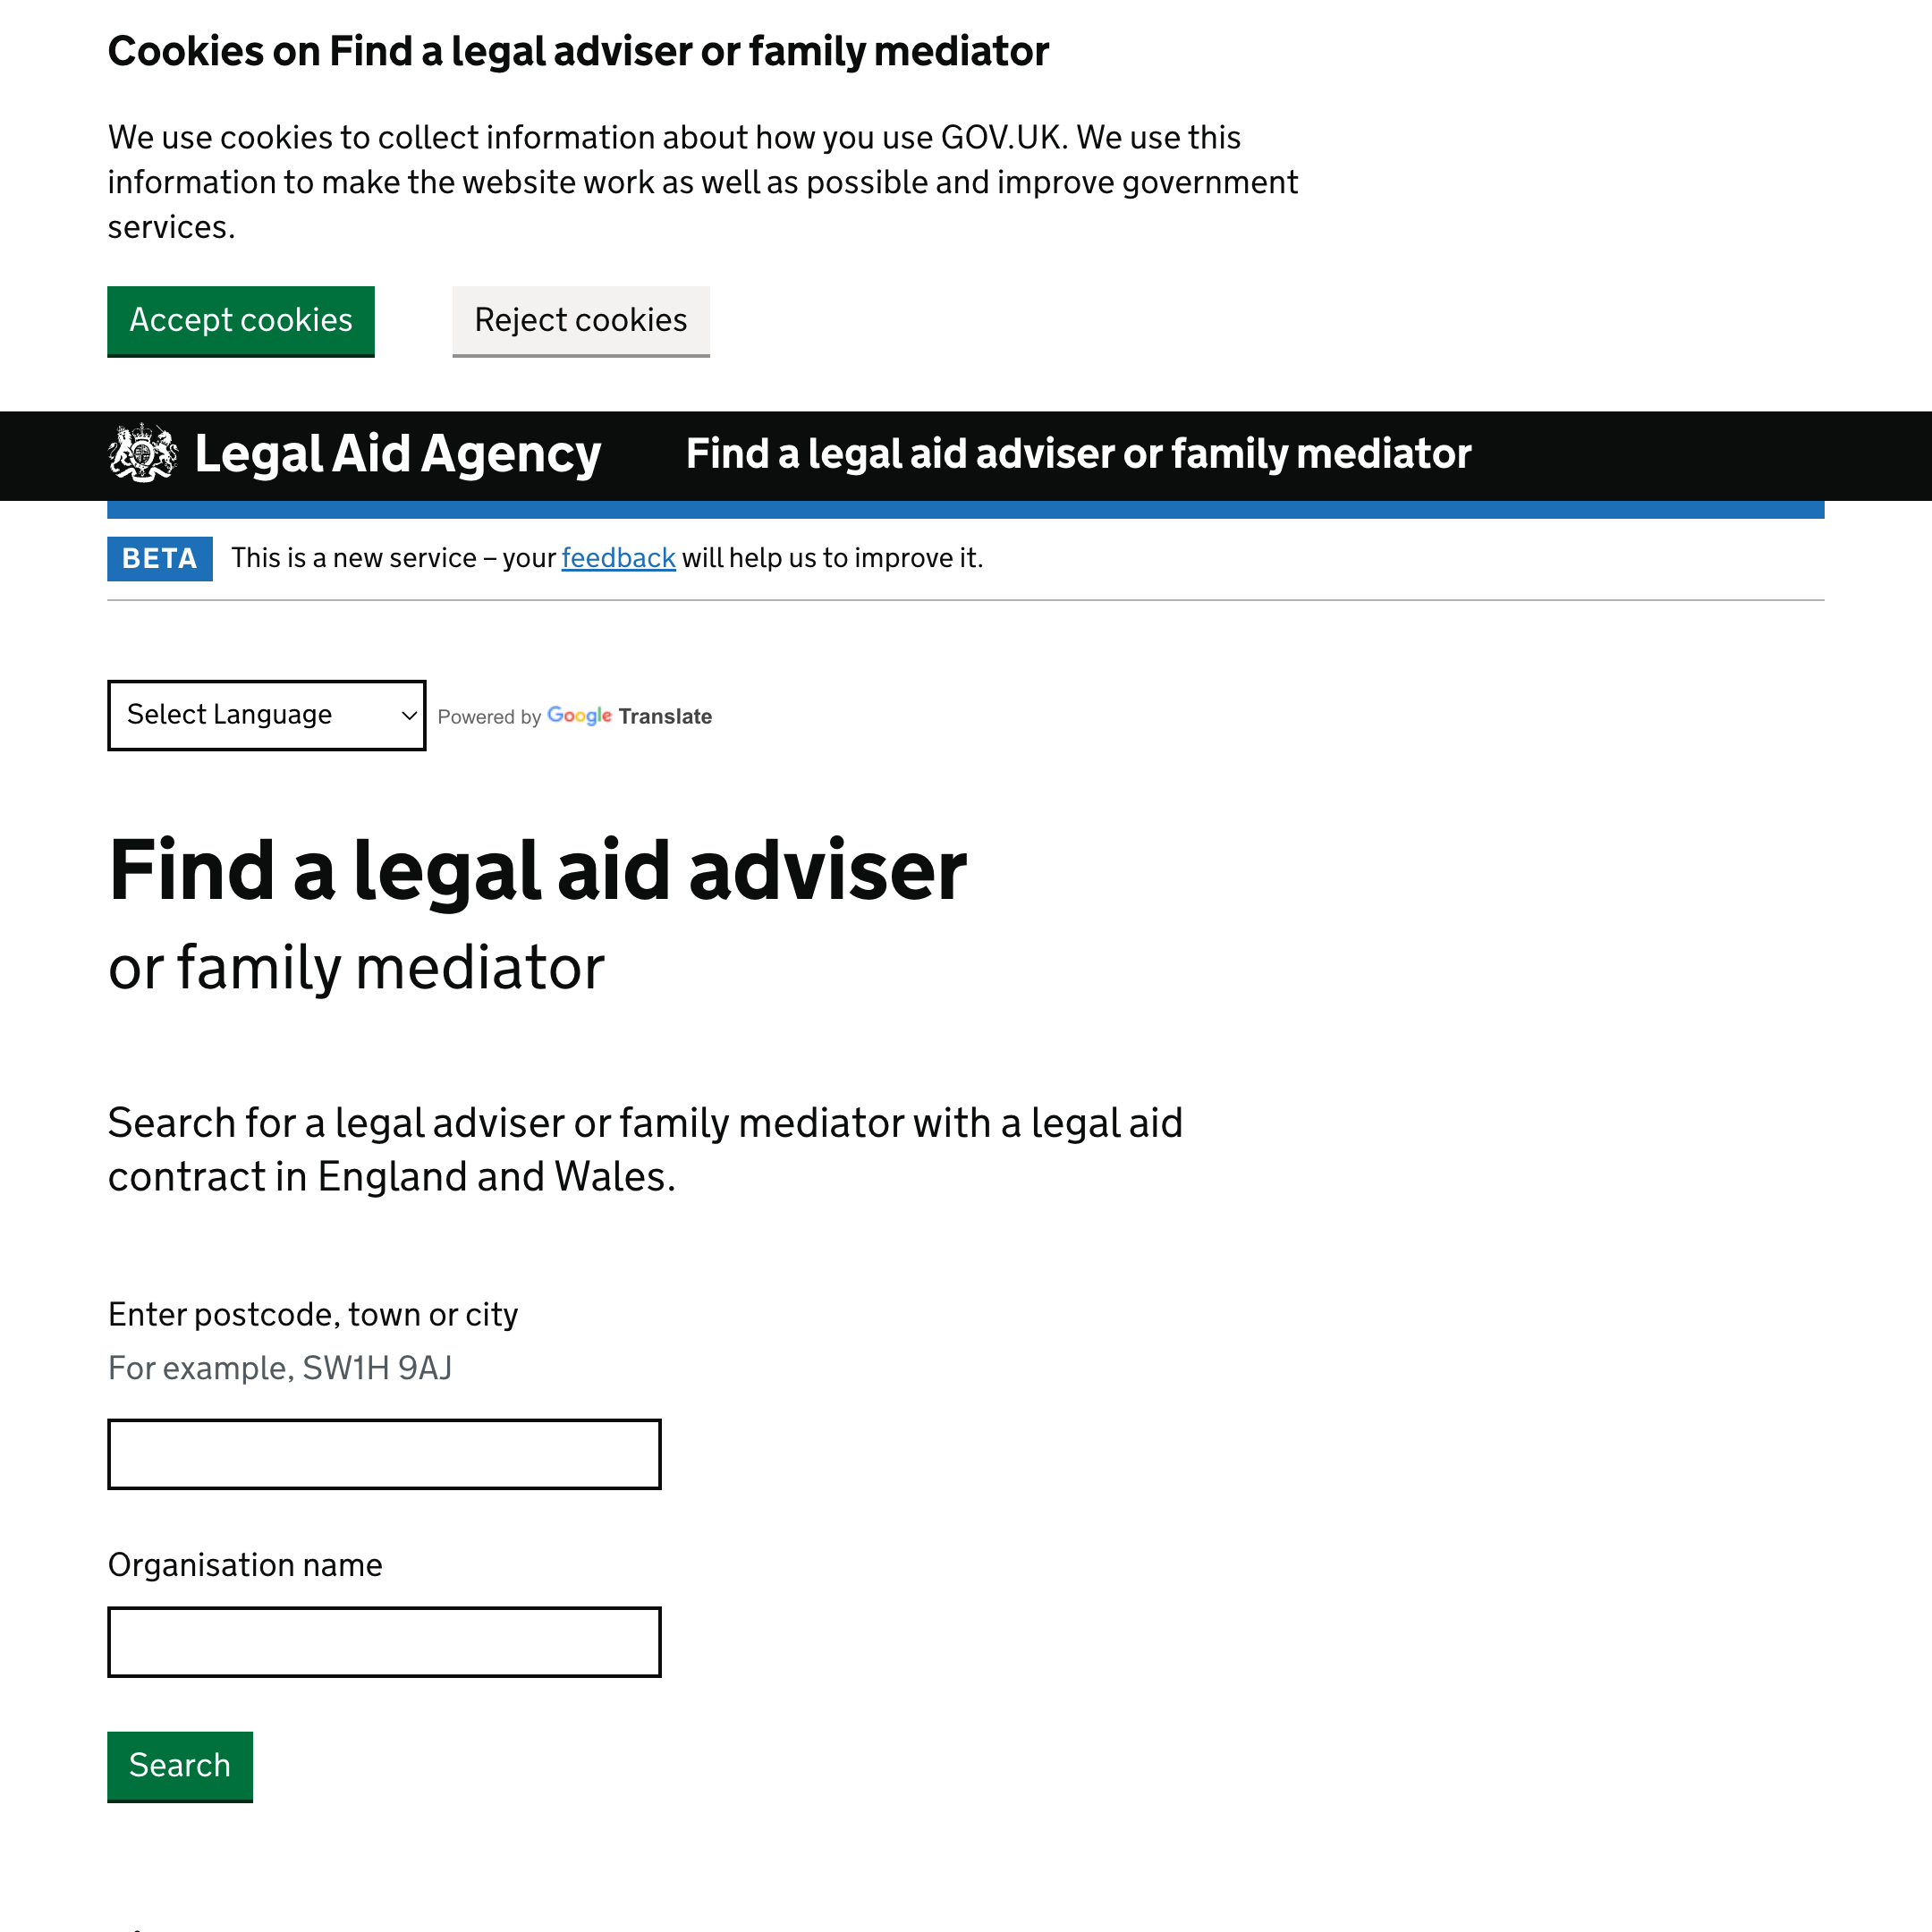 Cookies on Find a legal adviser or family mediator
We use cookies to collect information about how you use GOV.UK. We use this
information to make the website work as well as possible and improve government
services.
Accept cookies
Reject cookies
Legal Aid Agency
Find a legal aid adviser or family mediator
BETA
This is a new service – your feedback will help us to improve it.
Select Language
Powered by Google Translate
Find a legal aid adviser
or family mediator
Search for a legal adviser or family mediator with a legal aid
contract in England and Wales.
Enter postcode, town or city
For example, SW1H 9AJ
Organisation name
Search